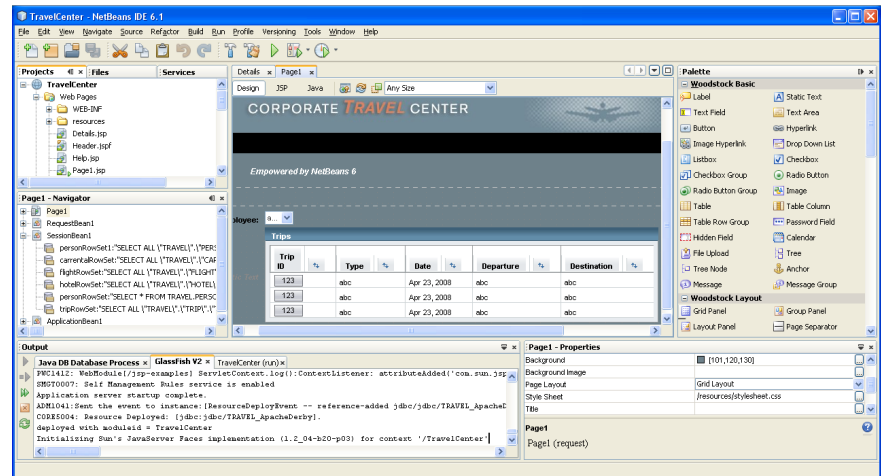 TravelCenter - NetBeans IDE 6.1
File Edit View Navigate Source Refactor Build Run Profile Versioning Tools Window Help
Projects Files Services
TravelCenter
Web Pages
WEB-INF
resources
Details.jsp
Header.jspf
Help.jsp
Page1.jsp
Page1 - Navigator
Page1
RequestBean1
SessionBean1
personRowSet1:"SELECT ALL \"TRAVEL\".\"PERS
carrentalRowSet:"SELECT ALL \"TRAVEL\".\"CAR
flightRowSet:"SELECT ALL \"TRAVEL\".\"FLIGHT"
hotelRowSet:"SELECT ALL \"TRAVEL\".\"HOTEL\
personRowSet:"SELECT * FROM TRAVEL.PERSC
tripRowSet:"SELECT ALL \"TRAVEL\".\"TRIP\".\"
ApplicationBean1
Details Page1
Design JSP Java Any Size
CORPORATE TRAVEL CENTER
Empowered by NetBeans 6
ployee: a...
Trips
Trip ID Type Date Departure Destination
123 abc Apr 23, 2008 abc abc
123 abc Apr 23, 2008 abc abc
123 abc Apr 23, 2008 abc abc
Palette
Woodstock Basic
Label Static Text
Text Field Text Area
Button Hyperlink
Image Hyperlink Drop Down List
Listbox Checkbox
Checkbox Group Radio Button
Radio Button Group Image
Table Table Column
Table Row Group Password Field
Hidden Field Calendar
File Upload Tree
Tree Node Anchor
Message Message Group
Woodstock Layout
Grid Panel Group Panel
Layout Panel Page Separator
Output
Java DB Database Process GlassFish V2 TravelCenter (run)
PWC1412: WebModule[/jsp-examples] ServletContext.log():ContextListener: attributeAdded('com.sun.jsp
SMGT0007: Self Management Rules service is enabled
Application server startup complete.
ADM1041:Sent the event to instance:[ResourceDeployEvent -- reference-added jdbc/jdbc/TRAVEL_ApacheD
CORE5004: Resource Deployed: [jdbc:jdbc/TRAVEL_ApacheDerby].
deployed with moduleid = TravelCenter
Initializing Sun's JavaServer Faces implementation (1.2_04-b20-p03) for context '/TravelCenter'
Page1 - Properties
Background [101,120,130]
Background Image
Page Layout Grid Layout
Style Sheet /resources/stylesheet.css
Title
Page1
Page1 (request)